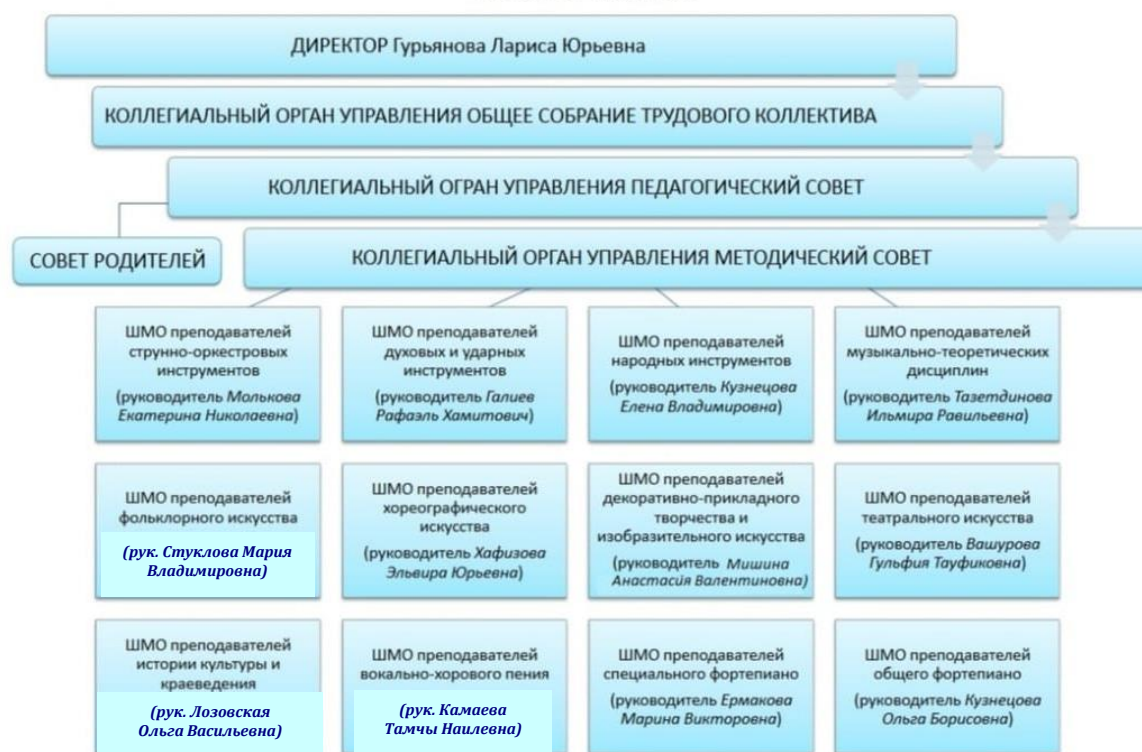 ДИРЕКТОР Гурьянова Лариса Юрьевна
КОЛЛЕГИАЛЬНЫЙ ОРГАН УПРАВЛЕНИЯ ОБЩЕЕ СОБРАНИЕ ТРУДОВОГО КОЛЛЕКТИВА
КОЛЛЕГИАЛЬНЫЙ ОГРАН УПРАВЛЕНИЯ ПЕДАГОГИЧЕСКИЙ СОВЕТ
СОВЕТ РОДИТЕЛЕЙ
КОЛЛЕГИАЛЬНЫЙ ОРГАН УПРАВЛЕНИЯ МЕТОДИЧЕСКИЙ СОВЕТ
ШМО преподавателей
струнно-оркестровых
инструментов
(руководитель Молькова
Екатерина Николаевна)
ШМО преподавателей
духовых и ударных
инструментов
(руководитель Галиев
Рафаэль Хамитович)
ШМО преподавателей
народных инструментов
(руководитель Кузнецова
Елена Владимировна)
ШМО преподавателей
музыкально-теоретических
дисциплин
(руководитель Тазетдинова
Ильмира Равильевна)
ШМО преподавателей
фольклорного искусства
(рук. Стуклова Мария
Владимировна)
ШМО преподавателей
хореографического
искусства
(руководитель Хафизова
Эльвира Юрьевна)
ШМО преподавателей
декоративно-прикладного
творчества и
изобразительного искусства
(руководитель Мишина
Анастасия Валентиновна)
ШМО преподавателей
театрального искусства
(руководитель Вашурова
Гульфия Тауфиковна)
ШМО преподавателей
истории культуры и
краеведения
(рук. Лозовская
Ольга Васильевна)
ШМО преподавателей
вокально-хорового пения
(рук. Камаева
Тамчы Наилевна)
ШМО преподавателей
специального фортепиано
(руководитель Ермакова
Марина Викторовна)
ШМО преподавателей
общего фортепиано
(руководитель Кузнецова
Ольга Борисовна)